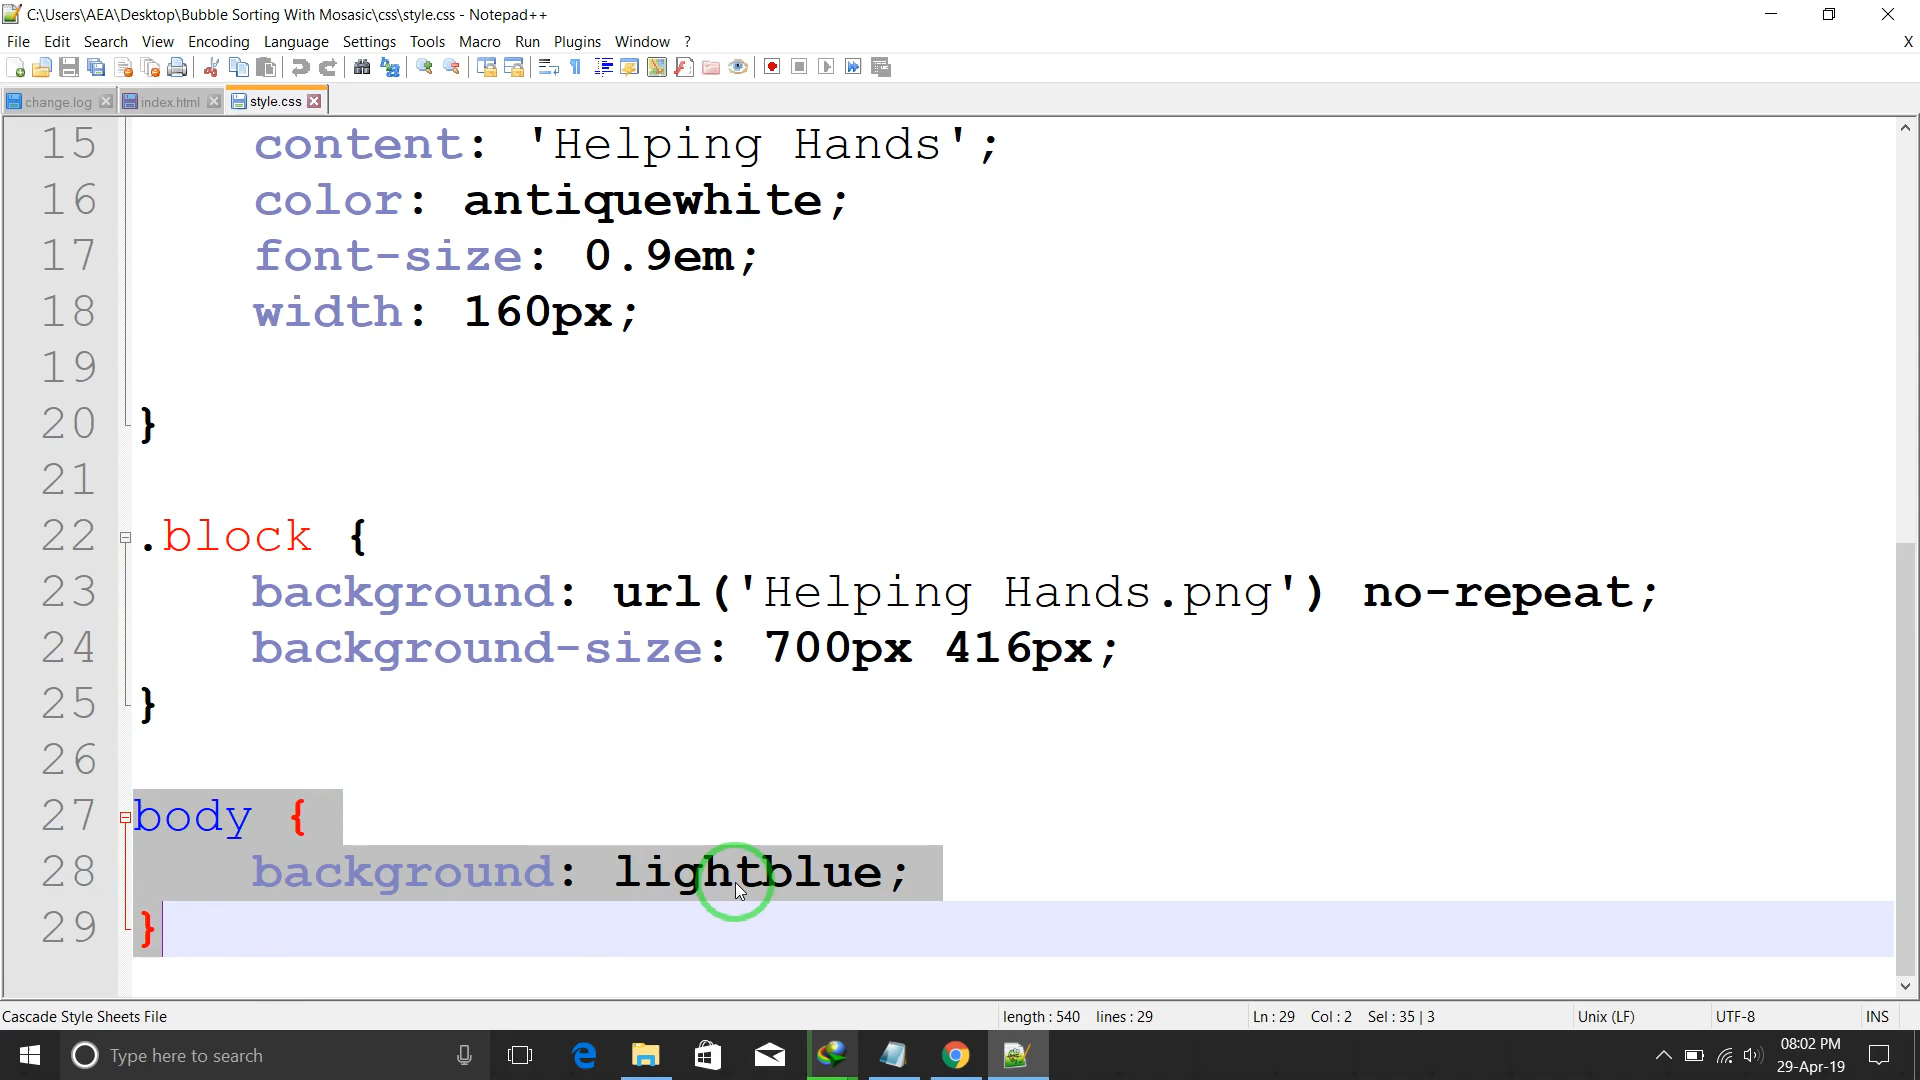 C:\Users\AEA\Desktop\Bubble Sorting With Mosasic\css\style.css - Notepad++
File Edit Search View Encoding Language Settings Tools Macro Run Plugins Window ? X
change.log index.html style.css
15 content: 'Helping Hands';
16 color: antiquewhite;
17 font-size: 0.9em;
18 width: 160px;
19
20 }
21
22 .block {
23 background: url('Helping Hands.png') no-repeat;
24 background-size: 700px 416px;
25 }
26
27 body {
28 background: lightblue;
29 }
Cascade Style Sheets File length : 540 lines : 29 Ln : 29 Col : 2 Sel : 35 | 3 Unix (LF) UTF-8 INS
Type here to search
08:02 PM
29-Apr-19